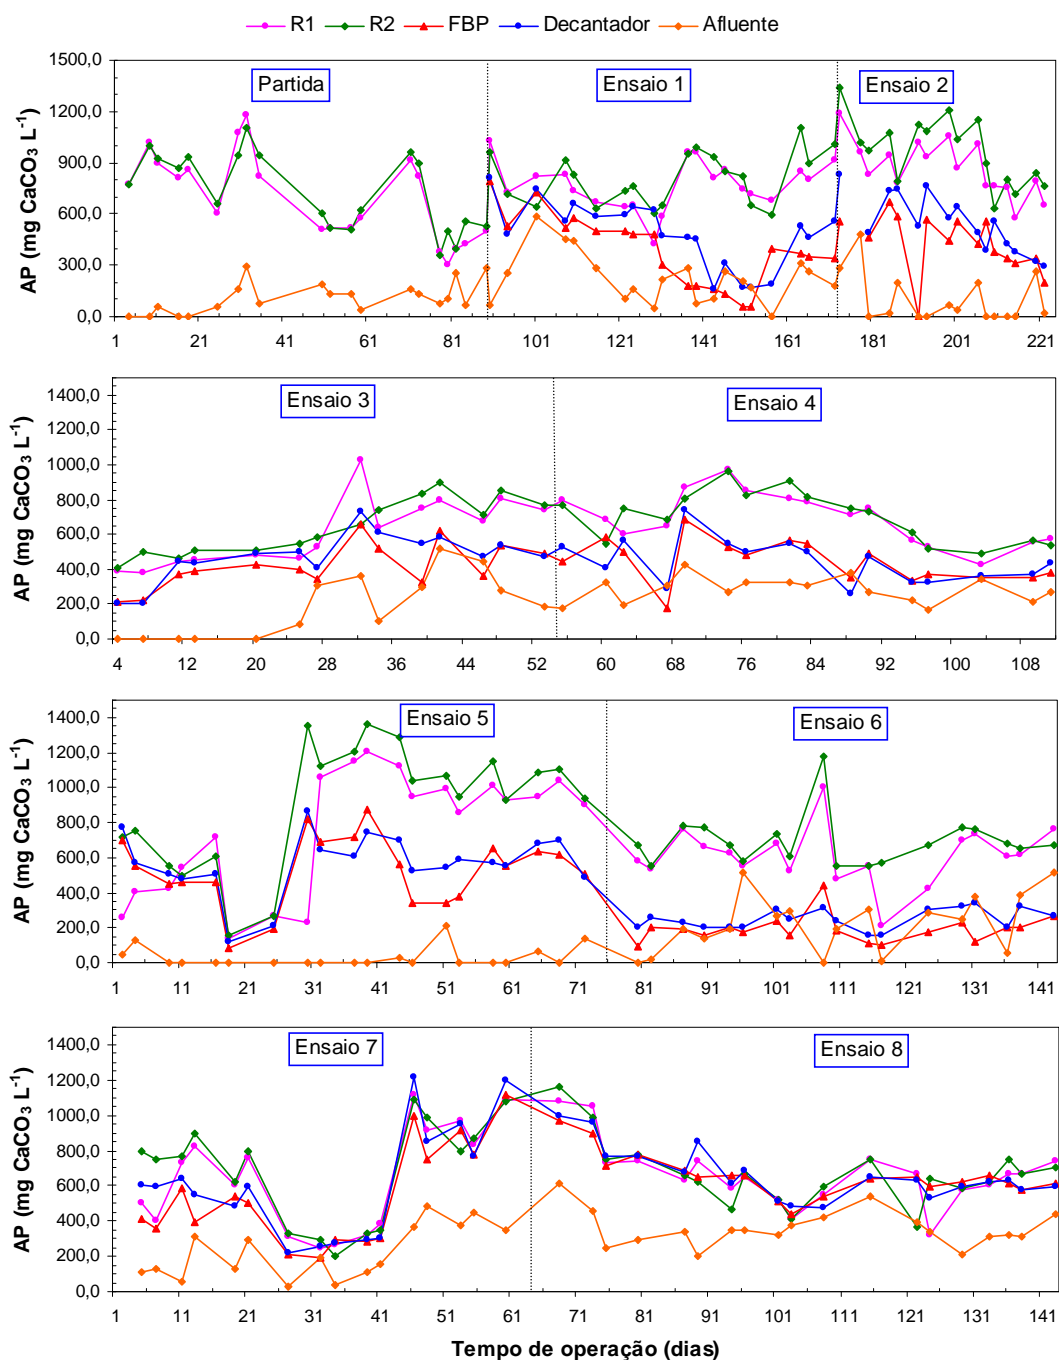 R1 R2 FBP Decantador Afluente
AP (mg CaCO3 L-1)
1500,0
1200,0
900,0
600,0
300,0
0,0
Partida Ensaio 1 Ensaio 2
1 21 41 61 81 101 121 141 161 181 201 221
AP (mg CaCO3 L-1)
1400,0
1200,0
1000,0
800,0
600,0
400,0
200,0
0,0
Ensaio 3 Ensaio 4
4 12 20 28 36 44 52 60 68 76 84 92 100 108
AP (mg CaCO3 L-1)
1400,0
1200,0
1000,0
800,0
600,0
400,0
200,0
0,0
Ensaio 5 Ensaio 6
1 11 21 31 41 51 61 71 81 91 101 111 121 131 141
AP (mg CaCO3 L-1)
1400,0
1200,0
1000,0
800,0
600,0
400,0
200,0
0,0
Ensaio 7 Ensaio 8
1 11 21 31 41 51 61 71 81 91 101 111 121 131 141
Tempo de operação (dias)